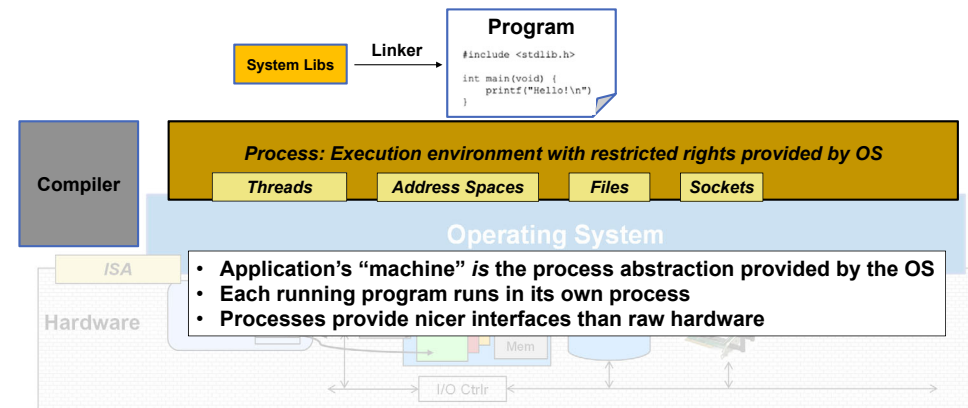 Program
System Libs
Linker
#include <stdlib.h>
int main(void) {
printf("Hello!\n")
}
Compiler
Process: Execution environment with restricted rights provided by OS
Threads
Address Spaces
Files
Sockets
Operating System
ISA
• Application’s “machine” is the process abstraction provided by the OS
• Each running program runs in its own process
• Processes provide nicer interfaces than raw hardware
Hardware
Mem
I/O Ctrlr